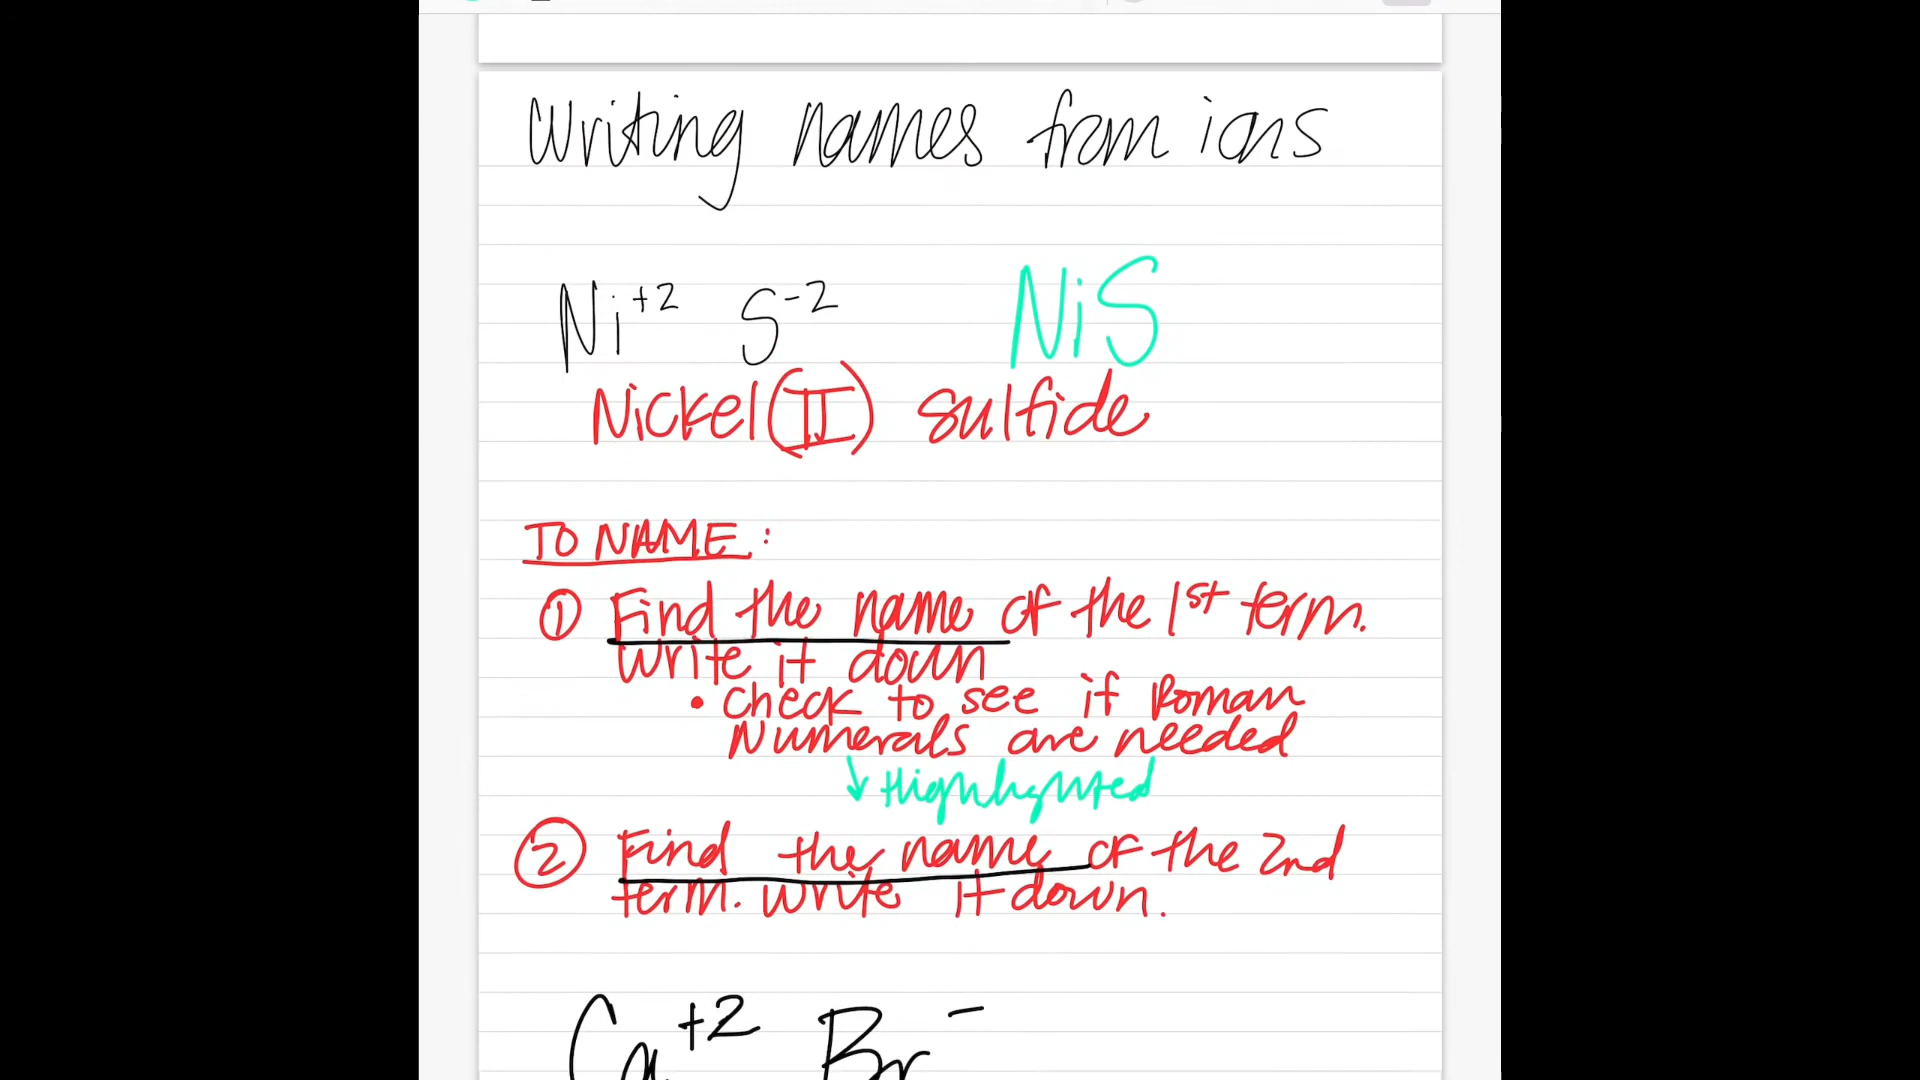 Writing names from ions
Ni+2 S-2 NiS
Nickel(II) sulfide
TO NAME:
① Find the name of the 1st term.
Write it down
• Check to see if Roman
Numerals are needed
↓ Highlighted
② Find the name of the 2nd
term. Write it down.
Ca+2 Br-